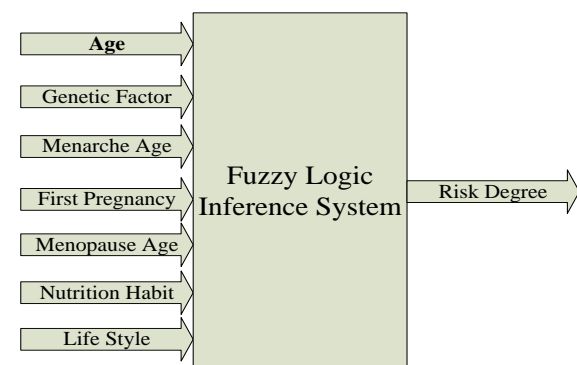 Age
Genetic Factor
Menarche Age
First Pregnancy
Menopause Age
Nutrition Habit
Life Style
Fuzzy Logic
Inference System
Risk Degree